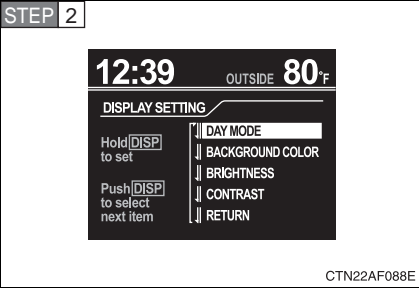 STEP 2
12:39 OUTSIDE 80°F
DISPLAY SETTING
Hold DISP
to set
Push DISP
to select
next item
DAY MODE
BACKGROUND COLOR
BRIGHTNESS
CONTRAST
RETURN
CTN22AF088E